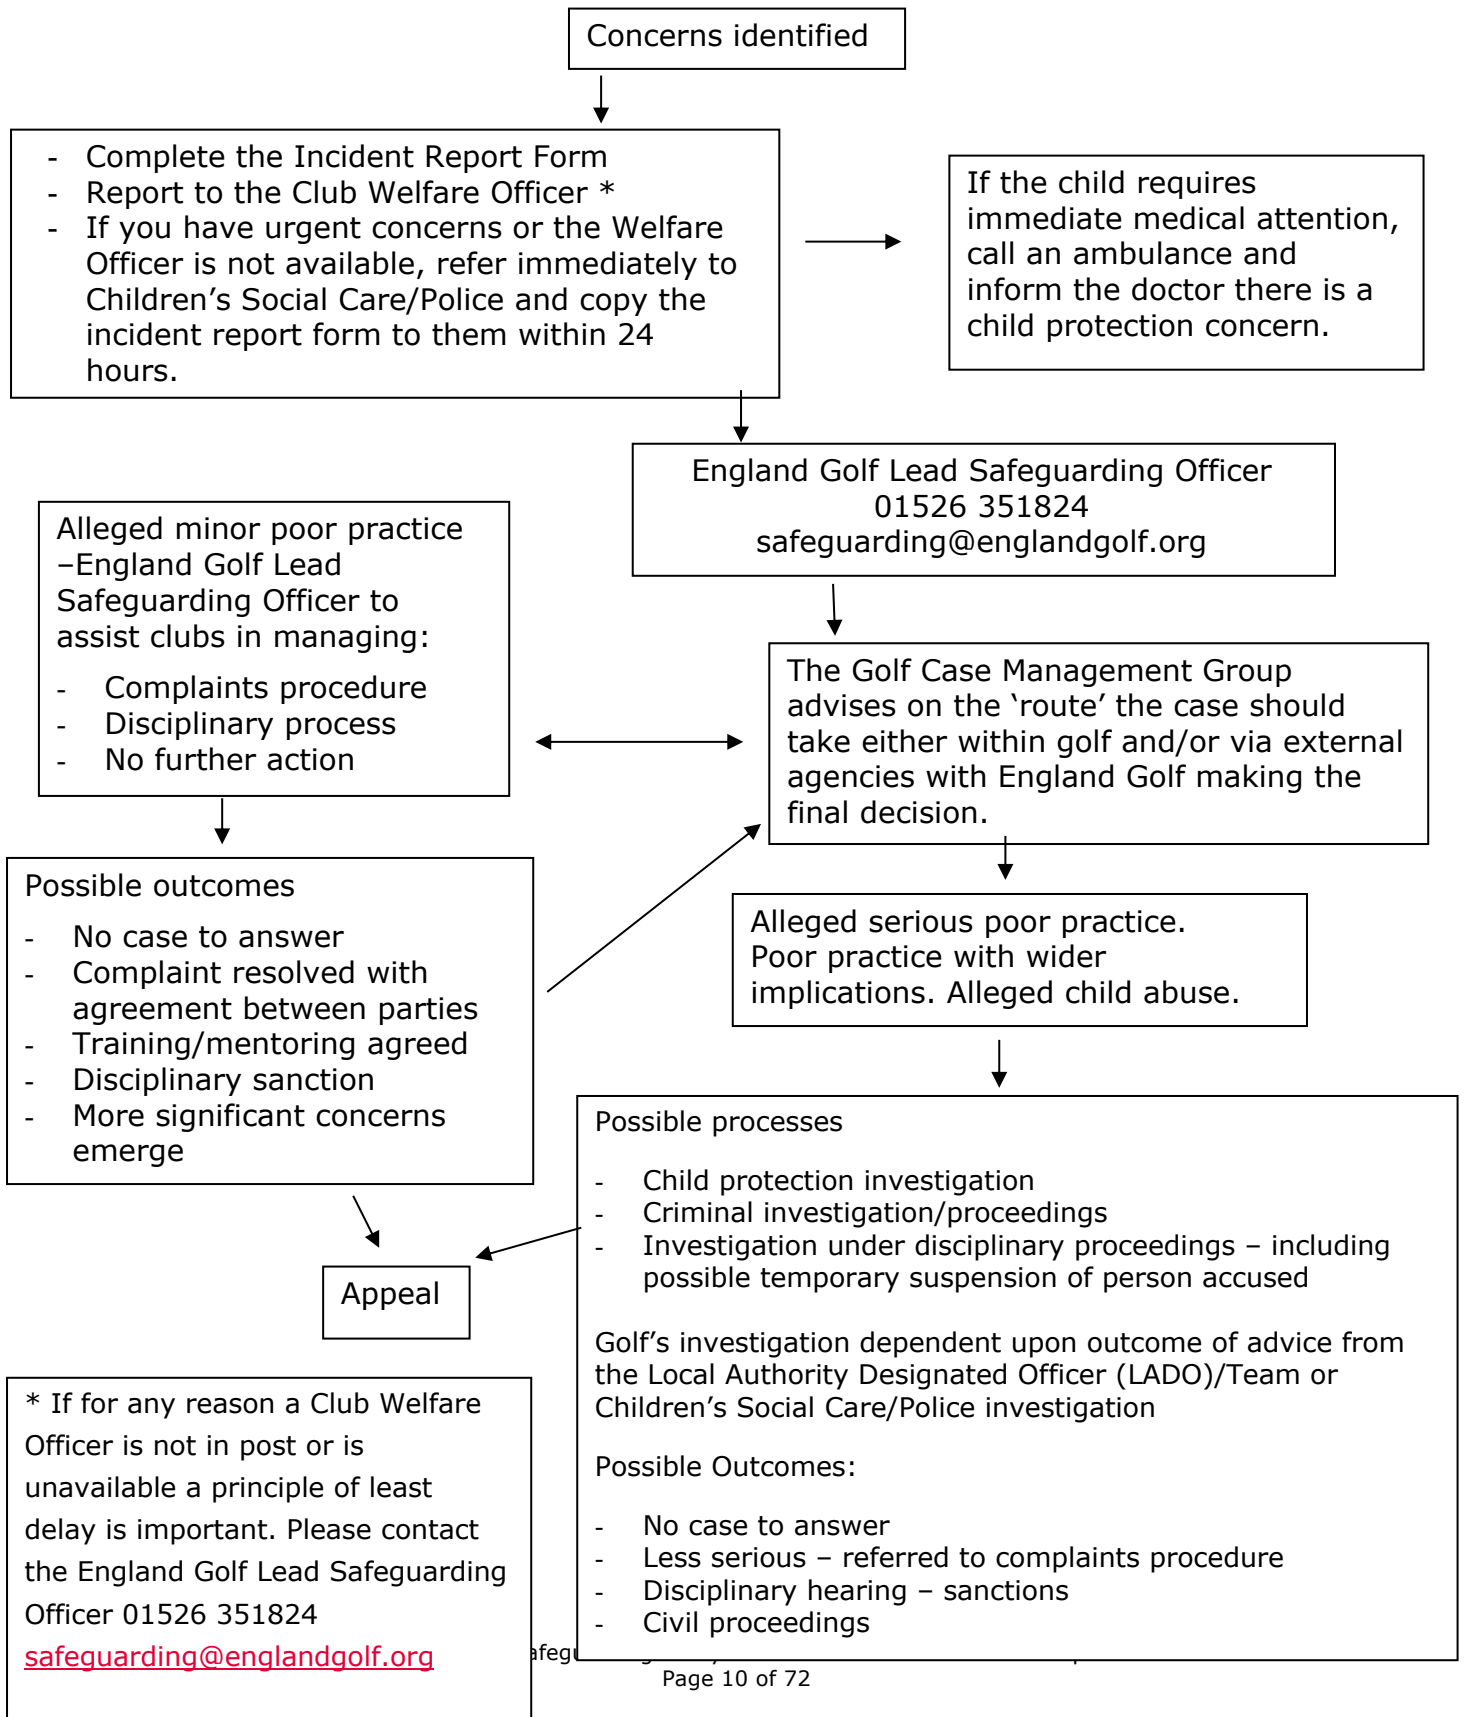 Concerns identified
- Complete the Incident Report Form
- Report to the Club Welfare Officer *
- If you have urgent concerns or the Welfare
Officer is not available, refer immediately to
Children’s Social Care/Police and copy the
incident report form to them within 24
hours.
If the child requires
immediate medical attention,
call an ambulance and
inform the doctor there is a
child protection concern.
England Golf Lead Safeguarding Officer
01526 351824
safeguarding@englandgolf.org
Alleged minor poor practice
–England Golf Lead
Safeguarding Officer to
assist clubs in managing:
- Complaints procedure
- Disciplinary process
- No further action
The Golf Case Management Group
advises on the ‘route’ the case should
take either within golf and/or via external
agencies with England Golf making the
final decision.
Possible outcomes
- No case to answer
- Complaint resolved with
agreement between parties
- Training/mentoring agreed
- Disciplinary sanction
- More significant concerns
emerge
Alleged serious poor practice.
Poor practice with wider
implications. Alleged child abuse.
Possible processes
- Child protection investigation
- Criminal investigation/proceedings
- Investigation under disciplinary proceedings – including
possible temporary suspension of person accused
Golf’s investigation dependent upon outcome of advice from
the Local Authority Designated Officer (LADO)/Team or
Children’s Social Care/Police investigation
Possible Outcomes:
- No case to answer
- Less serious – referred to complaints procedure
- Disciplinary hearing – sanctions
- Civil proceedings
Appeal
* If for any reason a Club Welfare
Officer is not in post or is
unavailable a principle of least
delay is important. Please contact
the England Golf Lead Safeguarding
Officer 01526 351824
safeguarding@englandgolf.org
Page 10 of 72